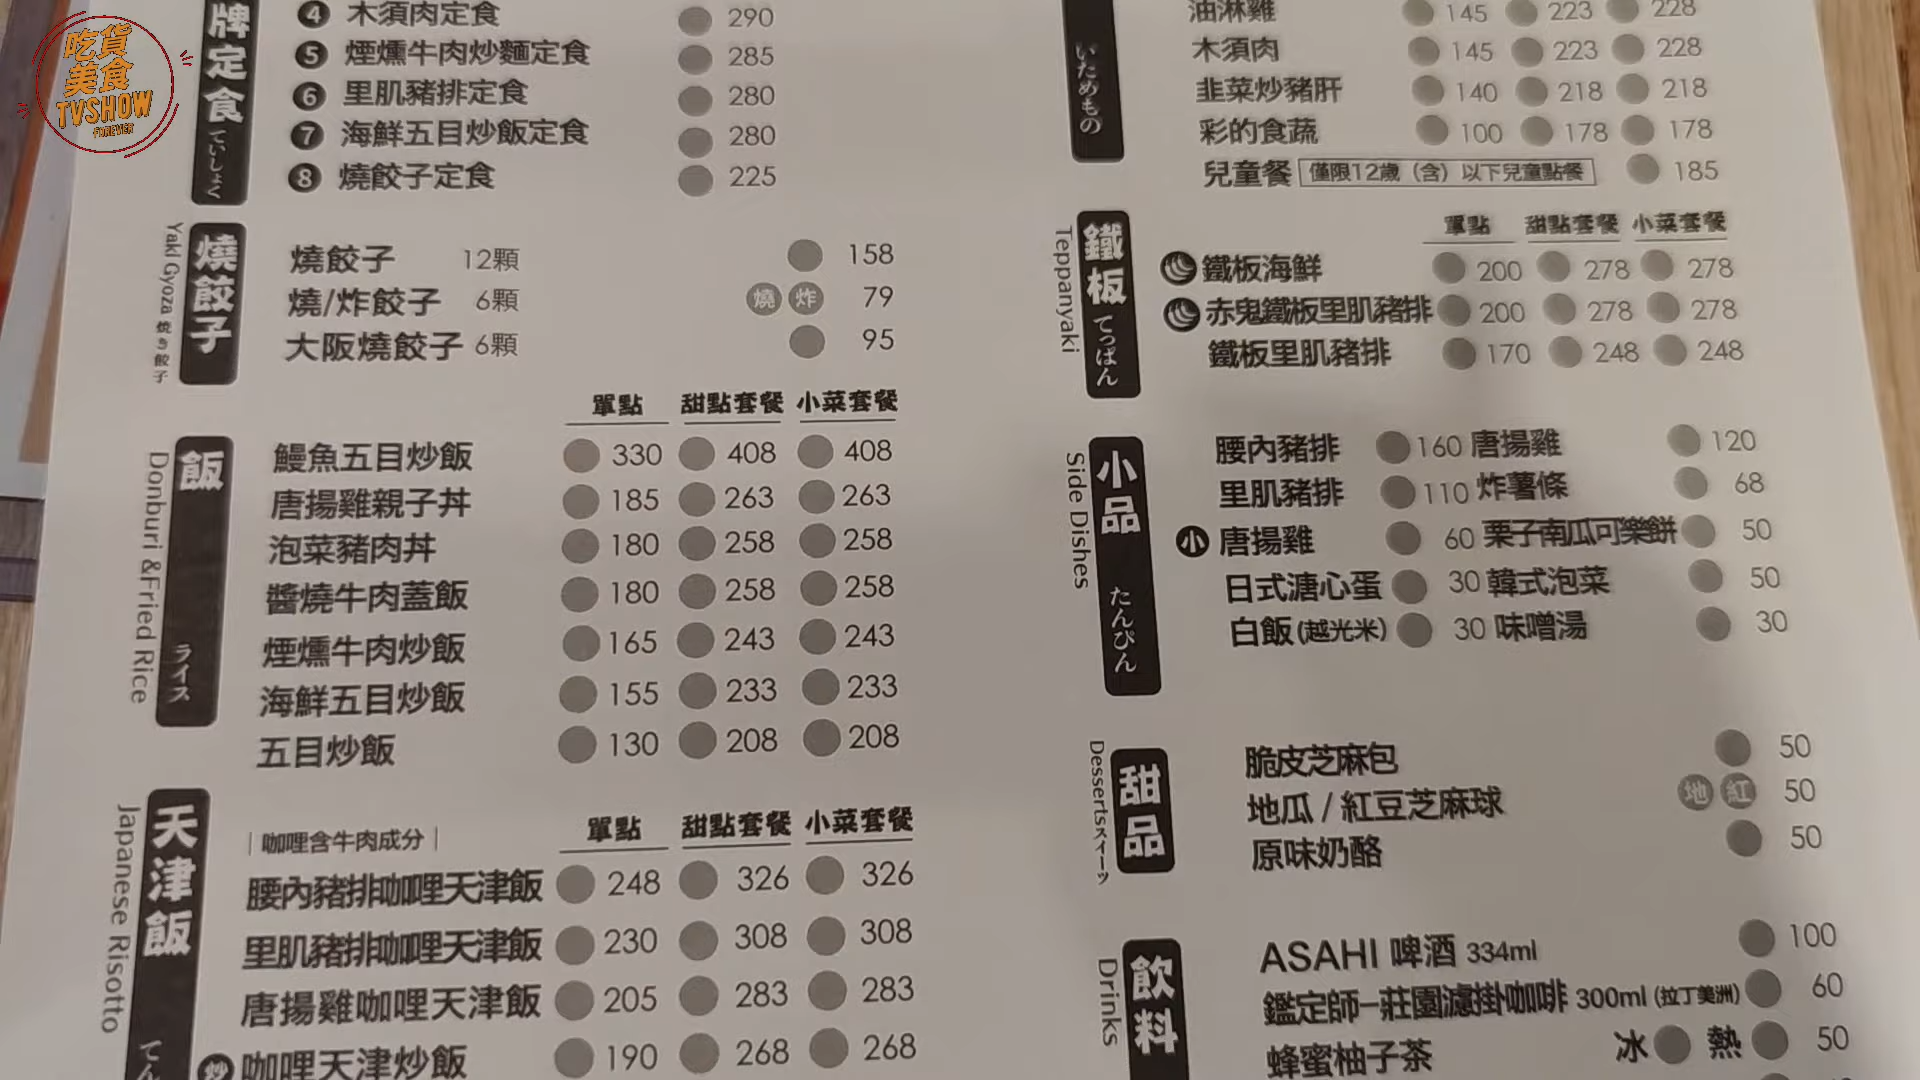 吃貨
美食
TVSHOW
FOREVER
牌定食 ていしょく
4 木須肉定食 290
5 煙燻牛肉炒麵定食 285
6 里肌豬排定食 280
7 海鮮五目炒飯定食 280
8 燒餃子定食 225
燒餃子
Yaki Gyoza 焼き餃子
燒餃子 12顆 158
燒/炸餃子 6顆 燒 炸 79
大阪燒餃子 6顆 95
飯 ライス
Donburi &Fried Rice
單點 甜點套餐 小菜套餐
鰻魚五目炒飯 330 408 408
唐揚雞親子丼 185 263 263
泡菜豬肉丼 180 258 258
醬燒牛肉蓋飯 180 258 258
煙燻牛肉炒飯 165 243 243
海鮮五目炒飯 155 233 233
五目炒飯 130 208 208
天津飯 てん
Japanese Risotto
|咖哩含牛肉成分| 單點 甜點套餐 小菜套餐
腰內豬排咖哩天津飯 248 326 326
里肌豬排咖哩天津飯 230 308 308
唐揚雞咖哩天津飯 205 283 283
炒 咖哩天津炒飯 190 268 268
いためもの
油淋雞 145 223 228
木須肉 145 223 228
韭菜炒豬肝 140 218 218
彩的食蔬 100 178 178
兒童餐 僅限12歲（含）以下兒童點餐 185
鐵板 てっぱん
Teppanyaki
單點 甜點套餐 小菜套餐
鐵板海鮮 200 278 278
赤鬼鐵板里肌豬排 200 278 278
鐵板里肌豬排 170 248 248
小品 たんぴん
Side Dishes
腰內豬排 160 唐揚雞 120
里肌豬排 110 炸薯條 68
小 唐揚雞 60 栗子南瓜可樂餅 50
日式溏心蛋 30 韓式泡菜 50
白飯(越光米) 30 味噌湯 30
甜品
Dessertsスイーツ
脆皮芝麻包 50
地瓜/紅豆芝麻球 地 紅 50
原味奶酪 50
飲料
Drinks
ASAHI 啤酒 334ml 100
鑑定師-莊園濾掛咖啡 300ml (拉丁美洲) 60
蜂蜜柚子茶 冰 熱 50